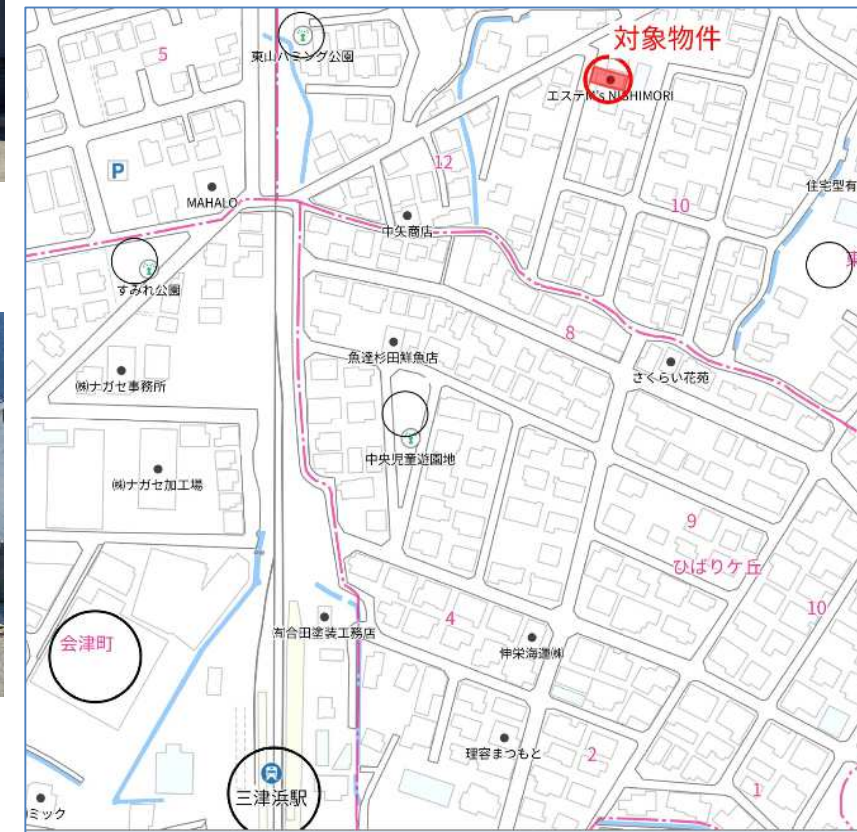 対象物件
5
東山ハミング公園
エステM's NISHIMORI
12
P
MAHALO
10
住宅型有
中矢商店
すみれ公園
8
魚達杉田鮮魚店
さくらい花苑
㈱ナガセ事務所
中央児童遊園地
㈱ナガセ加工場
9
ひばりケ丘
10
4
会津町
㈲合田塗装工務店
伸栄海運㈱
理容まつもと
2
三津浜駅
1
ミック